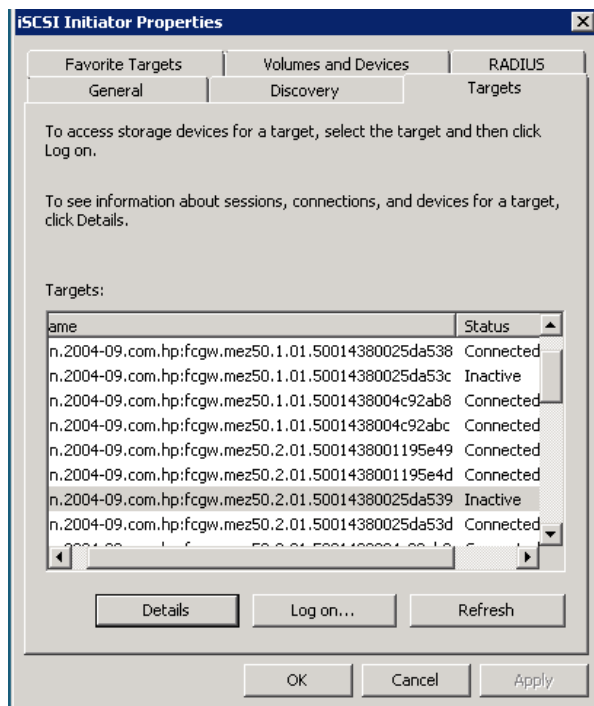 iSCSI Initiator Properties
Favorite Targets Volumes and Devices RADIUS
General Discovery Targets
To access storage devices for a target, select the target and then click
Log on.
To see information about sessions, connections, and devices for a target,
click Details.
Targets:
ame Status
n.2004-09.com.hp:fcgw.mez50.1.01.50014380025da538 Connected
n.2004-09.com.hp:fcgw.mez50.1.01.50014380025da53c Inactive
n.2004-09.com.hp:fcgw.mez50.1.01.5001438004c92ab8 Connected
n.2004-09.com.hp:fcgw.mez50.1.01.5001438004c92abc Connected
n.2004-09.com.hp:fcgw.mez50.2.01.5001438001195e49 Connected
n.2004-09.com.hp:fcgw.mez50.2.01.5001438001195e4d Connected
n.2004-09.com.hp:fcgw.mez50.2.01.50014380025da539 Inactive
n.2004-09.com.hp:fcgw.mez50.2.01.50014380025da53d Connected
Details Log on... Refresh
OK Cancel Apply